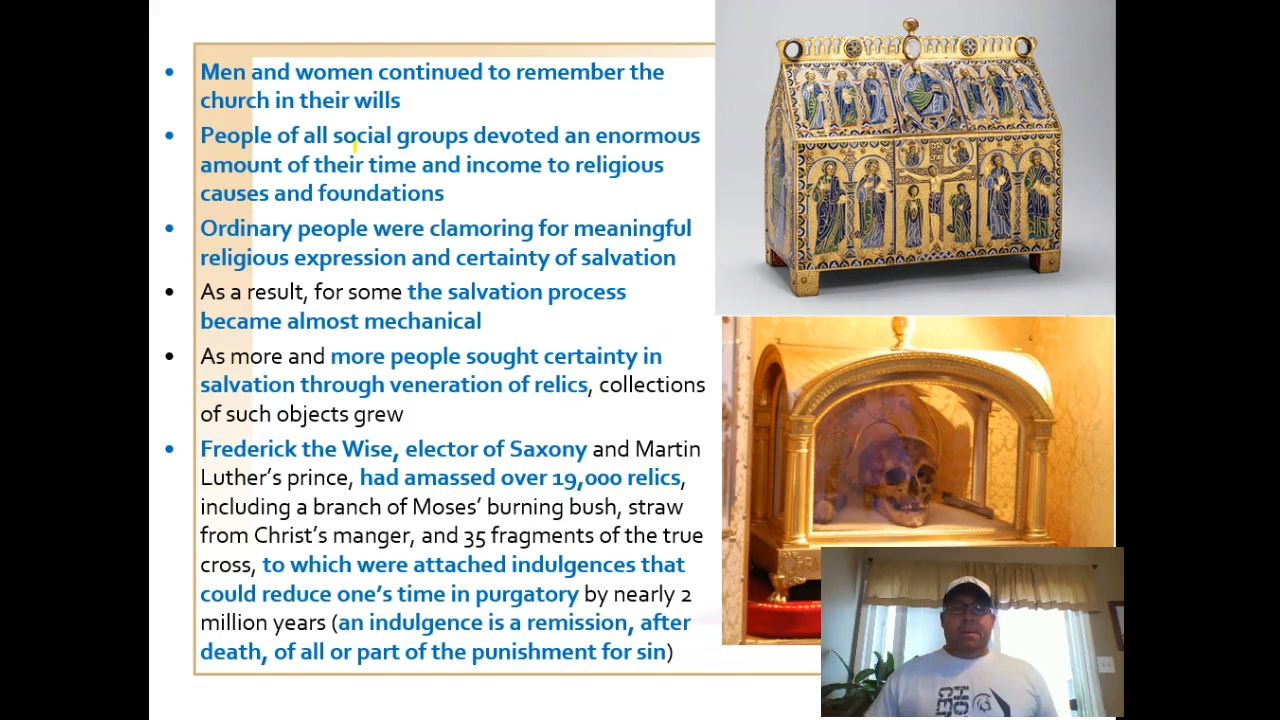 • Men and women continued to remember the
church in their wills
• People of all social groups devoted an enormous
amount of their time and income to religious
causes and foundations
• Ordinary people were clamoring for meaningful
religious expression and certainty of salvation
• As a result, for some the salvation process
became almost mechanical
• As more and more people sought certainty in
salvation through veneration of relics, collections
of such objects grew
• Frederick the Wise, elector of Saxony and Martin
Luther's prince, had amassed over 19,000 relics,
including a branch of Moses' burning bush, straw
from Christ's manger, and 35 fragments of the true
cross, to which were attached indulgences that
could reduce one's time in purgatory by nearly 2
million years (an indulgence is a remission, after
death, of all or part of the punishment for sin)